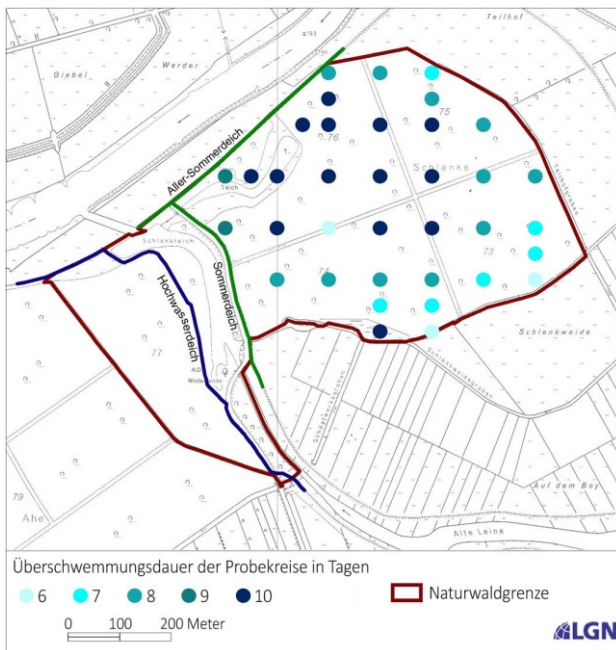 Teilhof
Giebel
Werder
75
76
Schlenke
T.
Teich
Aller-Sommerdeich
Schlenkteich
Sommerdeich
Hochwasserdeich
73
74
77
N.D.
Schlenkweide
79
Ahe
Auf dem Boy
Alte Leine
Überschwemmungsdauer der Probekreise in Tagen
6 7 8 9 10
Naturwaldgrenze
0 100 200 Meter
LGN